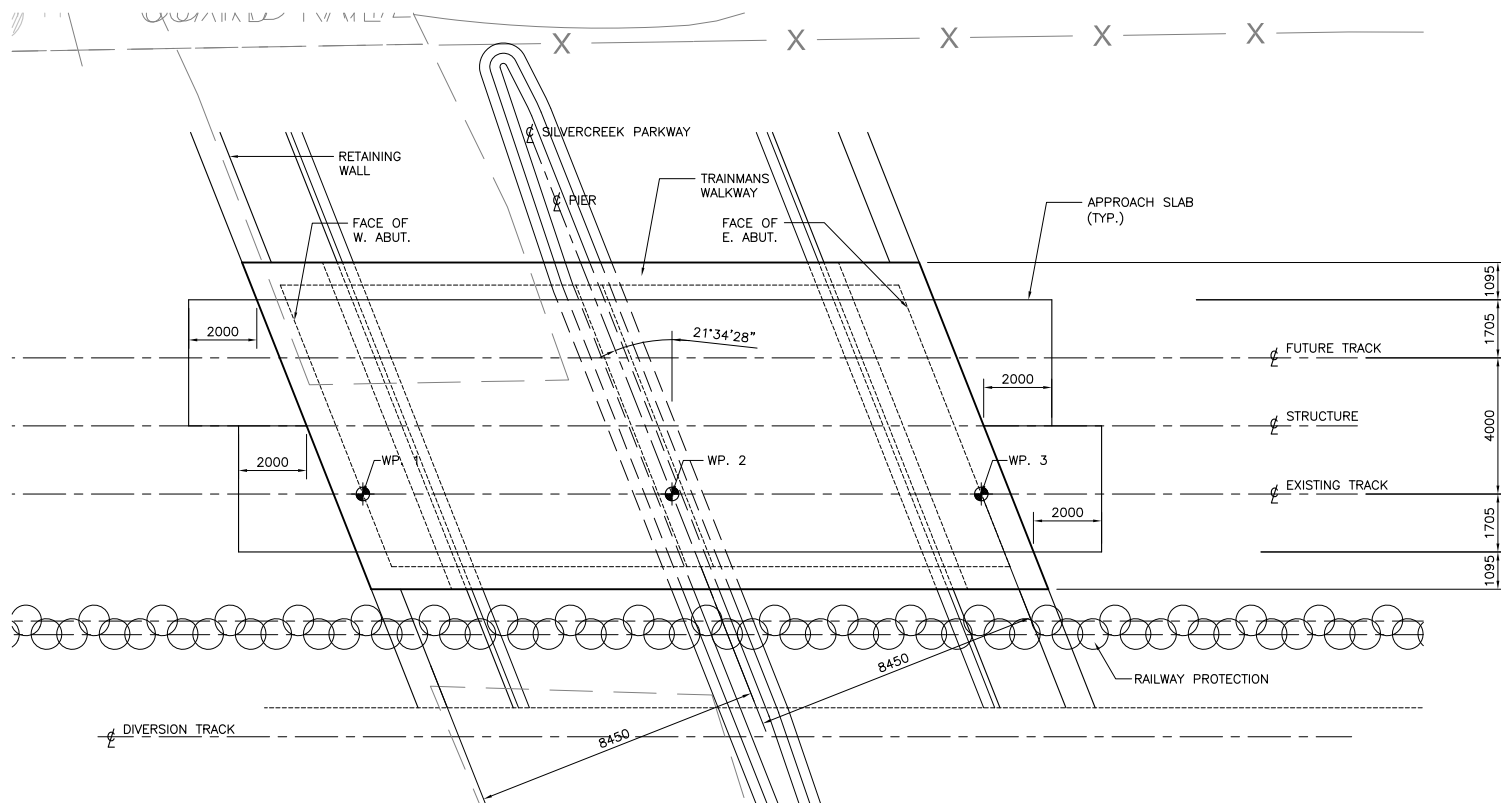 X X X X X
℄ SILVERCREEK PARKWAY
RETAINING
WALL
TRAINMANS
WALKWAY
℄ PIER
APPROACH SLAB
(TYP.)
FACE OF
W. ABUT.
FACE OF
E. ABUT.
1095
2000
21°34'28"
1705
℄ FUTURE TRACK
2000
℄ STRUCTURE
4000
2000
WP. 1
WP. 2
WP. 3
℄ EXISTING TRACK
2000
1705
1095
8450
RAILWAY PROTECTION
℄ DIVERSION TRACK
8450